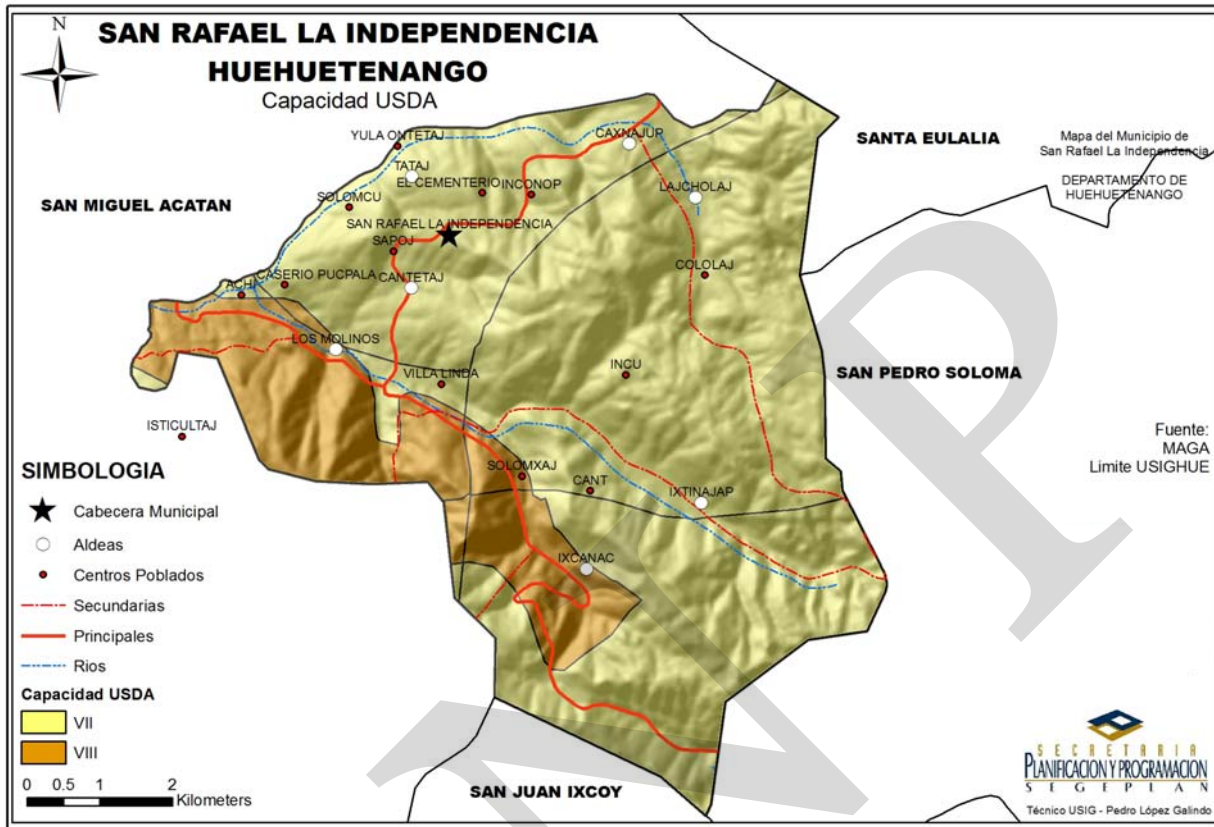 N
SAN RAFAEL LA INDEPENDENCIA
HUEHUETENANGO
Capacidad USDA
YULA ONTETAJ
CAXNAJUP
SANTA EULALIA
Mapa del Municipio de
San Rafael La Independencia
DEPARTAMENTO DE
HUEHUETENANGO
TATAJ
EL CEMENTERIO
INCONOP
LAJCHOLAJ
SAN MIGUEL ACATAN
SOLOMCU
SAN RAFAEL LA INDEPENDENCIA
SAPOJ
CASERIO PUCPALA
CANTETAJ
COLOLAJ
ACHI
LOS MOLINOS
VILLA LINDA
INCU
SAN PEDRO SOLOMA
ISTICULTAJ
Fuente:
MAGA
Limite USIGHUE
SOLOMXAJ
CANT
IXTINAJAP
IXCANAC
SIMBOLOGIA
Cabecera Municipal
Aldeas
Centros Poblados
Secundarias
Principales
Rios
Capacidad USDA
VII
VIII
0 0.5 1 2
Kilometers
SAN JUAN IXCOY
SECRETARIA
PLANIFICACION Y PROGRAMACION
SEGEPLAN
Técnico USIG - Pedro López Galindo